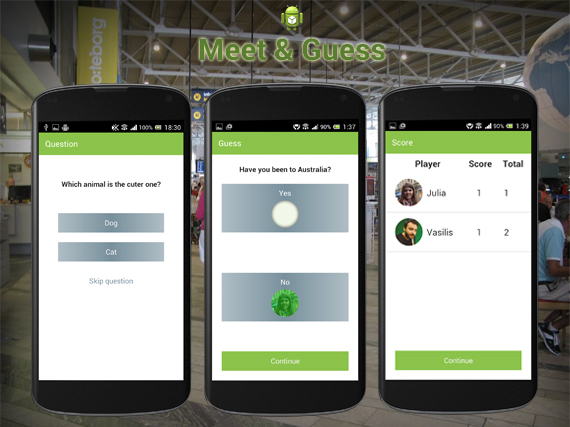 Meet & Guess
öteborg
100% 18:30
Question
Which animal is the cuter one?
Dog
Cat
Skip question
90% 1:37
Guess
Have you been to Australia?
Yes
No
Continue
92% 1:39
Score
Player Score Total
Julia 1 1
Vasilis 1 2
Continue